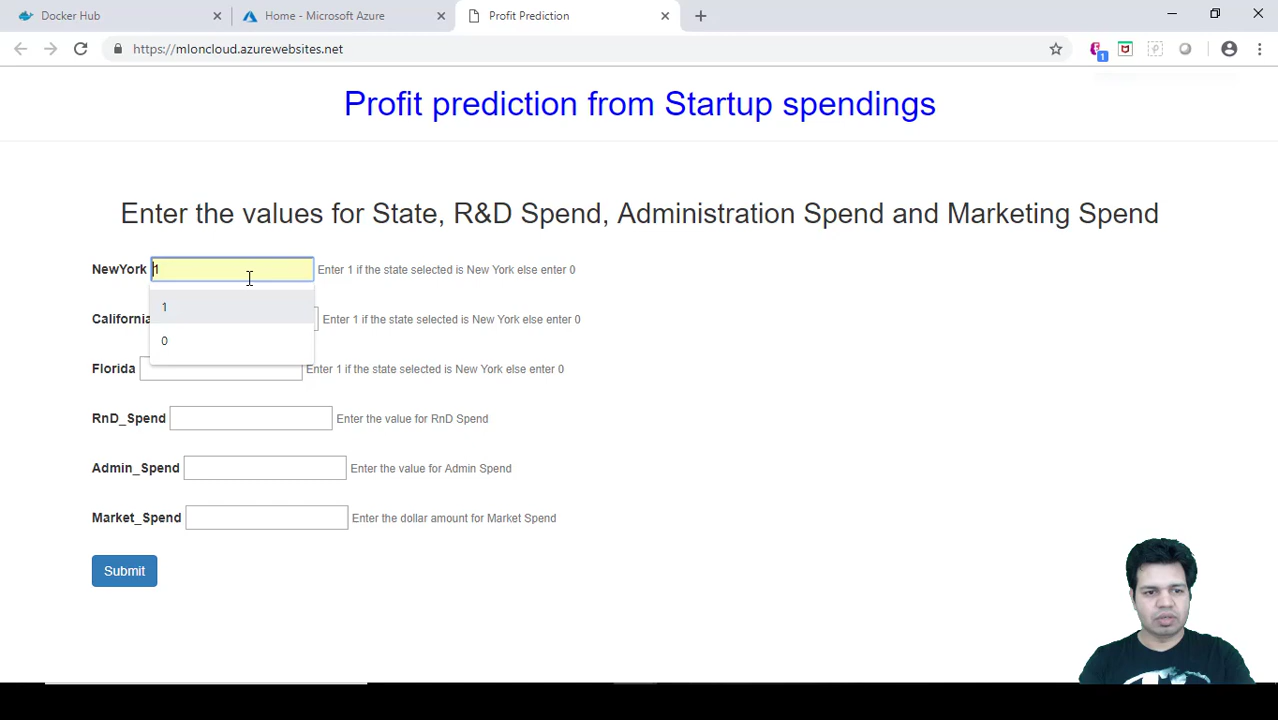 Docker Hub
Home - Microsoft Azure
Profit Prediction
https://mloncloud.azurewebsites.net
1
Profit prediction from Startup spendings
Enter the values for State, R&D Spend, Administration Spend and Marketing Spend
NewYork 1 Enter 1 if the state selected is New York else enter 0
1
California Enter 1 if the state selected is New York else enter 0
0
Florida Enter 1 if the state selected is New York else enter 0
RnD_Spend Enter the value for RnD Spend
Admin_Spend Enter the value for Admin Spend
Market_Spend Enter the dollar amount for Market Spend
Submit